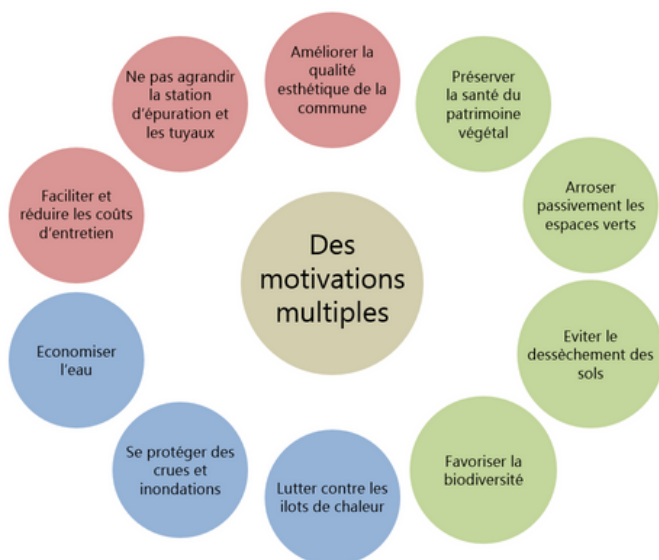 Améliorer la
qualité
esthétique de la
commune
Préserver
la santé du
patrimoine
végétal
Arroser
passivement les
espaces verts
Eviter le
dessèchement des
sols
Favoriser la
biodiversité
Lutter contre les
ilots de chaleur
Se protéger des
crues et
inondations
Economiser
l'eau
Faciliter et
réduire les coûts
d'entretien
Ne pas agrandir
la station
d'épuration et
les tuyaux
Des
motivations
multiples